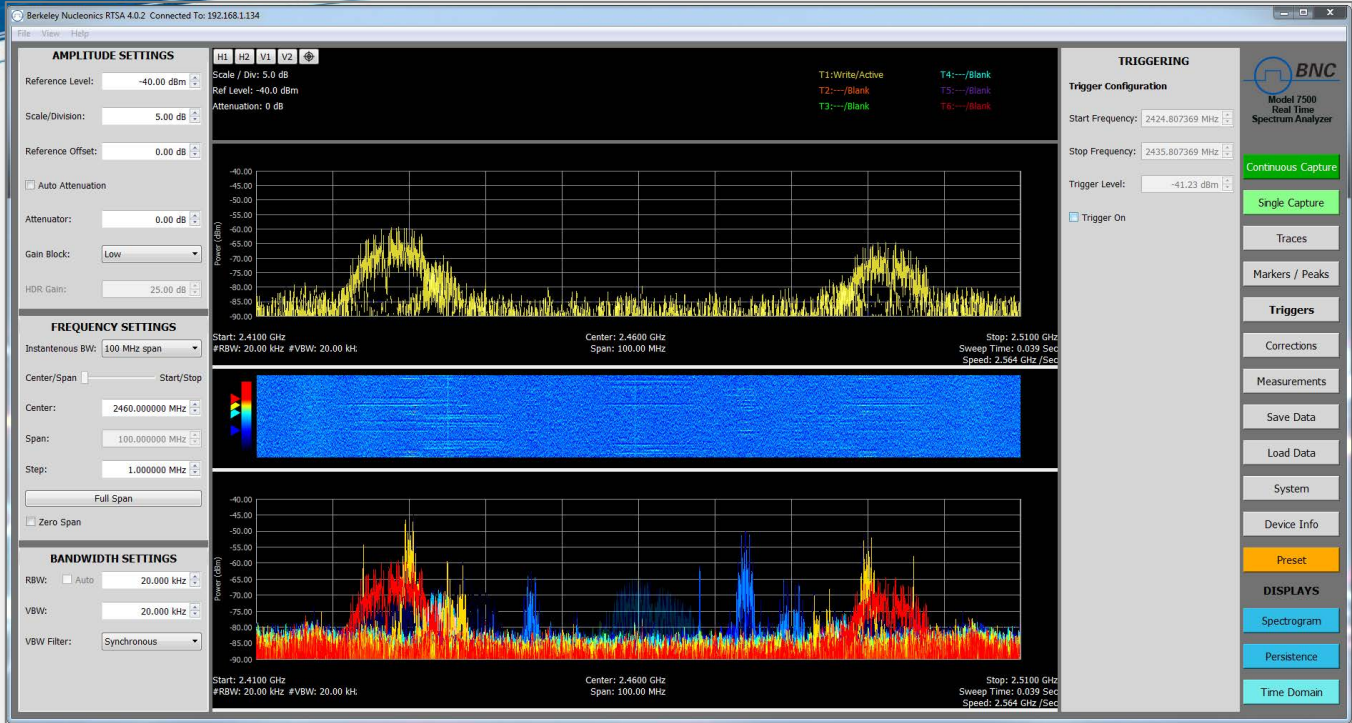 Berkeley Nucleonics RTSA 4.0.2 Connected To: 192.168.1.134
File View Help
AMPLITUDE SETTINGS
Reference Level: -40.00 dBm
Scale/Division: 5.00 dB
Reference Offset: 0.00 dB
Auto Attenuation
Attenuator: 0.00 dB
Gain Block: Low
HDR Gain: 25.00 dB
FREQUENCY SETTINGS
Instantenous BW: 100 MHz span
Center/Span Start/Stop
Center: 2460.000000 MHz
Span: 100.000000 MHz
Step: 1.000000 MHz
Full Span
Zero Span
BANDWIDTH SETTINGS
RBW: Auto 20.000 kHz
VBW: 20.000 kHz
VBW Filter: Synchronous
H1 H2 V1 V2
Scale / Div: 5.0 dB
Ref Level: -40.0 dBm
Attenuation: 0 dB
T1:Write/Active T4:---/Blank
T2:---/Blank T5:---/Blank
T3:---/Blank T6:---/Blank
Power (dBm)
-40.00
-45.00
-50.00
-55.00
-60.00
-65.00
-70.00
-75.00
-80.00
-85.00
-90.00
Start: 2.4100 GHz Center: 2.4600 GHz Stop: 2.5100 GHz
#RBW: 20.00 kHz #VBW: 20.00 kH: Span: 100.00 MHz Sweep Time: 0.039 Sec
Speed: 2.564 GHz /Sec
Power (dBm)
-40.00
-45.00
-50.00
-55.00
-60.00
-65.00
-70.00
-75.00
-80.00
-85.00
-90.00
Start: 2.4100 GHz Center: 2.4600 GHz Stop: 2.5100 GHz
#RBW: 20.00 kHz #VBW: 20.00 kH: Span: 100.00 MHz Sweep Time: 0.039 Sec
Speed: 2.564 GHz /Sec
TRIGGERING
Trigger Configuration
Start Frequency: 2424.807369 MHz
Stop Frequency: 2435.807369 MHz
Trigger Level: -41.23 dBm
Trigger On
BNC
Model 7500
Real Time
Spectrum Analyzer
Continuous Capture
Single Capture
Traces
Markers / Peaks
Triggers
Corrections
Measurements
Save Data
Load Data
System
Device Info
Preset
DISPLAYS
Spectrogram
Persistence
Time Domain